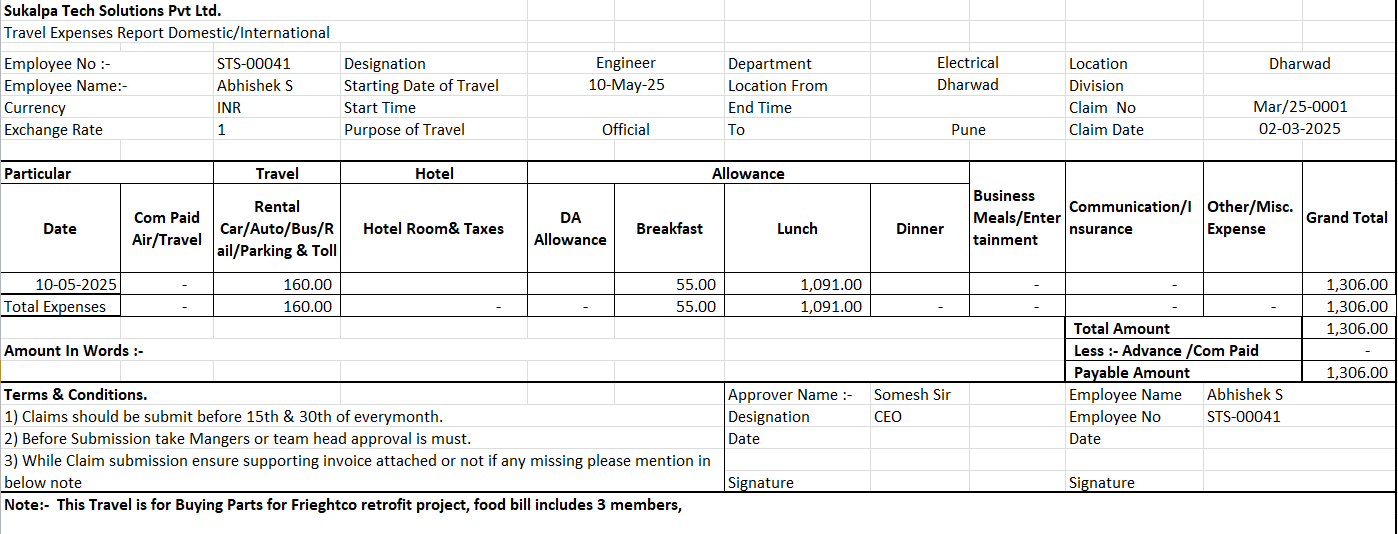 Sukalpa Tech Solutions Pvt Ltd.
Travel Expenses Report Domestic/International
Employee No :- STS-00041 Designation Engineer Department Electrical Location Dharwad
Employee Name:- Abhishek S Starting Date of Travel 10-May-25 Location From Dharwad Division
Currency INR Start Time End Time Claim  No Mar/25-0001
Exchange Rate 1 Purpose of Travel Official To Pune Claim Date 02-03-2025
Particular Travel Hotel Allowance
Date
Com Paid
Air/Travel
Rental
Car/Auto/Bus/R
ail/Parking & Toll
Hotel Room& Taxes
DA
Allowance
Breakfast
Lunch
Dinner
Business
Meals/Enter
tainment
Communication/I
nsurance
Other/Misc.
Expense
Grand Total
10-05-2025 - 160.00 55.00 1,091.00 - - 1,306.00
Total Expenses - 160.00 - - 55.00 1,091.00 - - - - 1,306.00
Total Amount 1,306.00
Amount In Words :- Less :- Advance /Com Paid -
Payable Amount 1,306.00
Terms & Conditions. Approver Name :- Somesh Sir Employee Name Abhishek S
1) Claims should be submit before 15th & 30th of everymonth. Designation CEO Employee No STS-00041
2) Before Submission take Mangers or team head approval is must. Date Date
3) While Claim submission ensure supporting invoice attached or not if any missing please mention in
below note Signature Signature
Note:-  This Travel is for Buying Parts for Frieghtco retrofit project, food bill includes 3 members,